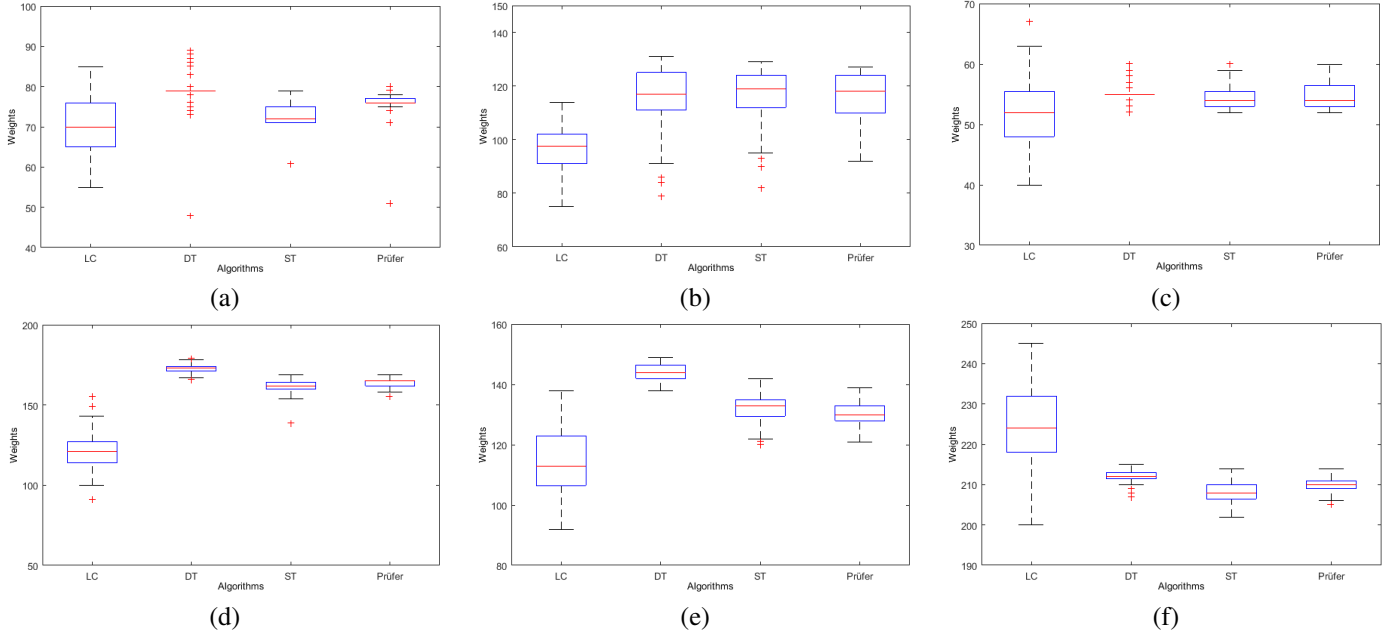 100
90
80
70
60
50
40
Weights
LC
DT
ST
Prüfer
Algorithms
(a)
150
140
120
100
80
60
Weights
LC
DT
ST
Prüfer
Algorithms
(b)
70
60
50
40
30
Weights
LC
DT
ST
Prüfer
Algorithms
(c)
200
150
100
50
Weights
LC
DT
ST
Prüfer
Algorithms
(d)
160
140
120
100
80
Weights
LC
DT
ST
Prüfer
Algorithms
(e)
250
240
230
220
210
200
190
Weights
LC
DT
ST
Prüfer
Algorithms
(f)